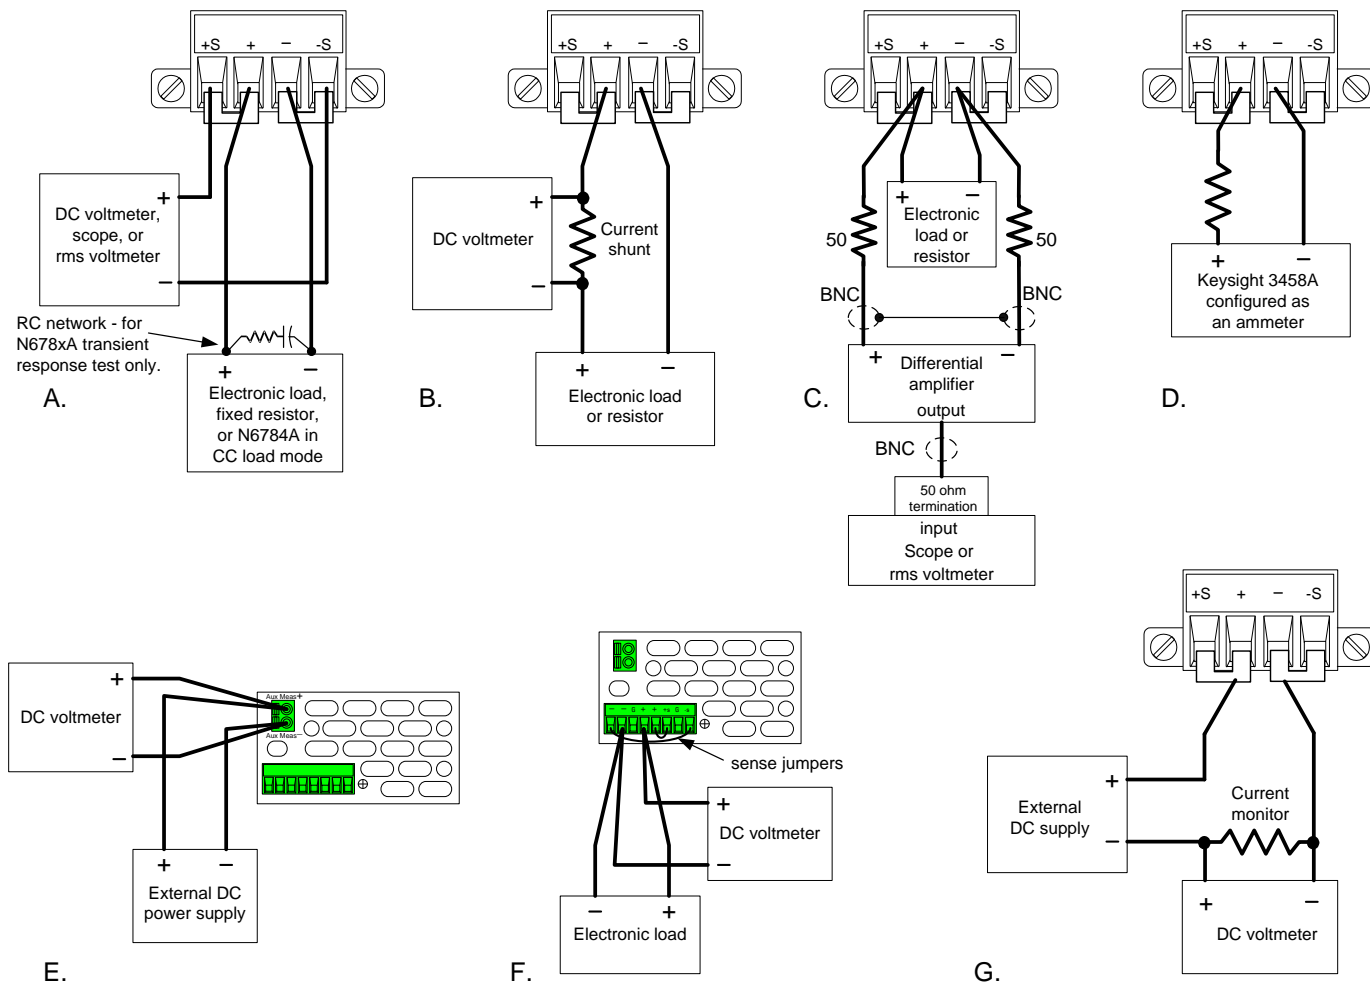 +S + − -S
DC voltmeter,
scope, or
rms voltmeter
+
−
RC network - for
N678xA transient
response test only.
+ −
Electronic load,
fixed resistor,
or N6784A in
CC load mode
A.
+S + − -S
DC voltmeter
+
−
Current
shunt
+ −
Electronic load
or resistor
B.
+S + − -S
+ −
Electronic
load or
resistor
50
50
BNC
BNC
+ −
Differential
amplifier
output
BNC
50 ohm
termination
input
Scope or
rms voltmeter
C.
+S + − -S
+ −
Keysight 3458A
configured as
an ammeter
D.
DC voltmeter
+
−
Aux Meas+
Aux Meas−
+ −
External DC
power supply
E.
− − S + + +s S -s
sense jumpers
+
DC voltmeter
−
− +
Electronic load
F.
+S + − -S
+
External
DC supply
−
Current
monitor
+ −
DC voltmeter
G.